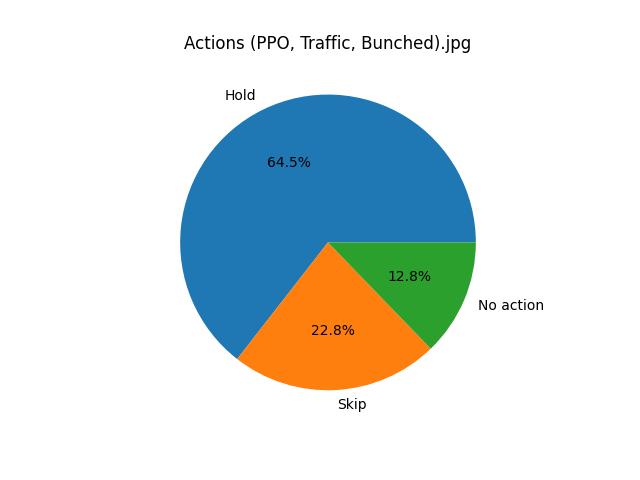 Actions (PPO, Traffic, Bunched).jpg
Hold
64.5%
12.8%
No action
22.8%
Skip